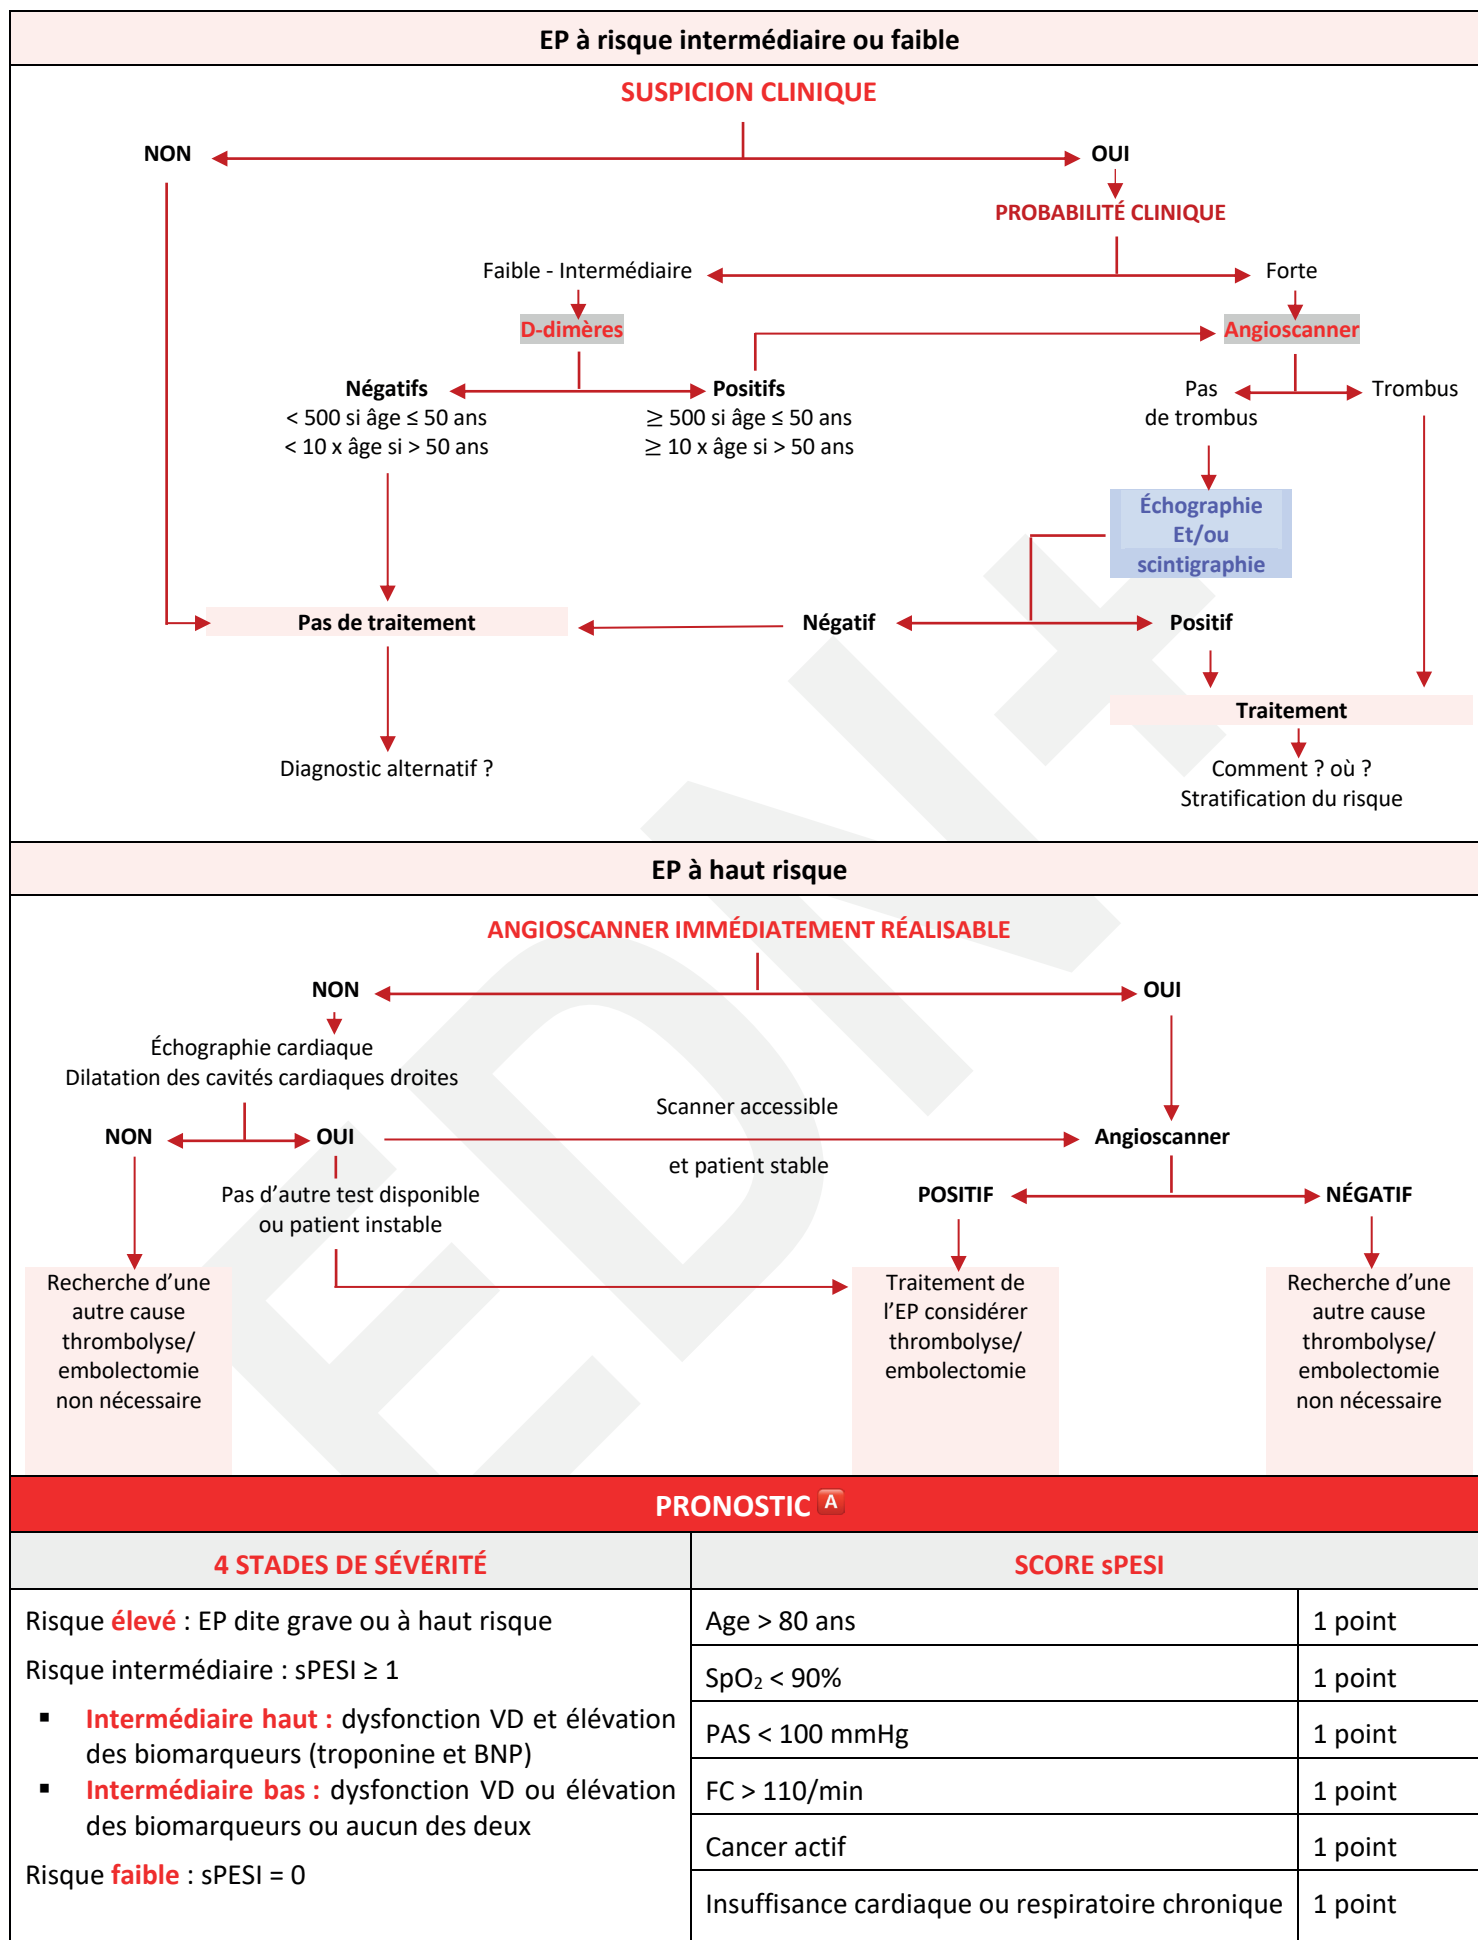 EP à risque intermédiaire ou faible
SUSPICION CLINIQUE
NON
OUI
PROBABILITÉ CLINIQUE
Faible - Intermédiaire
Forte
D-dimères
Angioscanner
Négatifs
< 500 si âge ≤ 50 ans
< 10 x âge si > 50 ans
Positifs
≥ 500 si âge ≤ 50 ans
≥ 10 x âge si > 50 ans
Pas
de trombus
Trombus
Échographie
Et/ou
scintigraphie
Pas de traitement
Négatif
Positif
Traitement
Diagnostic alternatif ?
Comment ? où ?
Stratification du risque
EP à haut risque
ANGIOSCANNER IMMÉDIATEMENT RÉALISABLE
NON
OUI
Échographie cardiaque
Dilatation des cavités cardiaques droites
Scanner accessible
et patient stable
NON
OUI
Angioscanner
Pas d'autre test disponible
ou patient instable
POSITIF
NÉGATIF
Recherche d'une
autre cause
thrombolyse/
embolectomie
non nécessaire
Traitement de
l'EP considérer
thrombolyse/
embolectomie
Recherche d'une
autre cause
thrombolyse/
embolectomie
non nécessaire
PRONOSTIC A
4 STADES DE SÉVÉRITÉ
Risque élevé : EP dite grave ou à haut risque
Risque intermédiaire : sPESI ≥ 1
▪ Intermédiaire haut : dysfonction VD et élévation
des biomarqueurs (troponine et BNP)
▪ Intermédiaire bas : dysfonction VD ou élévation
des biomarqueurs ou aucun des deux
Risque faible : sPESI = 0
SCORE sPESI
Age > 80 ans 1 point
SpO₂ < 90% 1 point
PAS < 100 mmHg 1 point
FC > 110/min 1 point
Cancer actif 1 point
Insuffisance cardiaque ou respiratoire chronique 1 point
EDN+